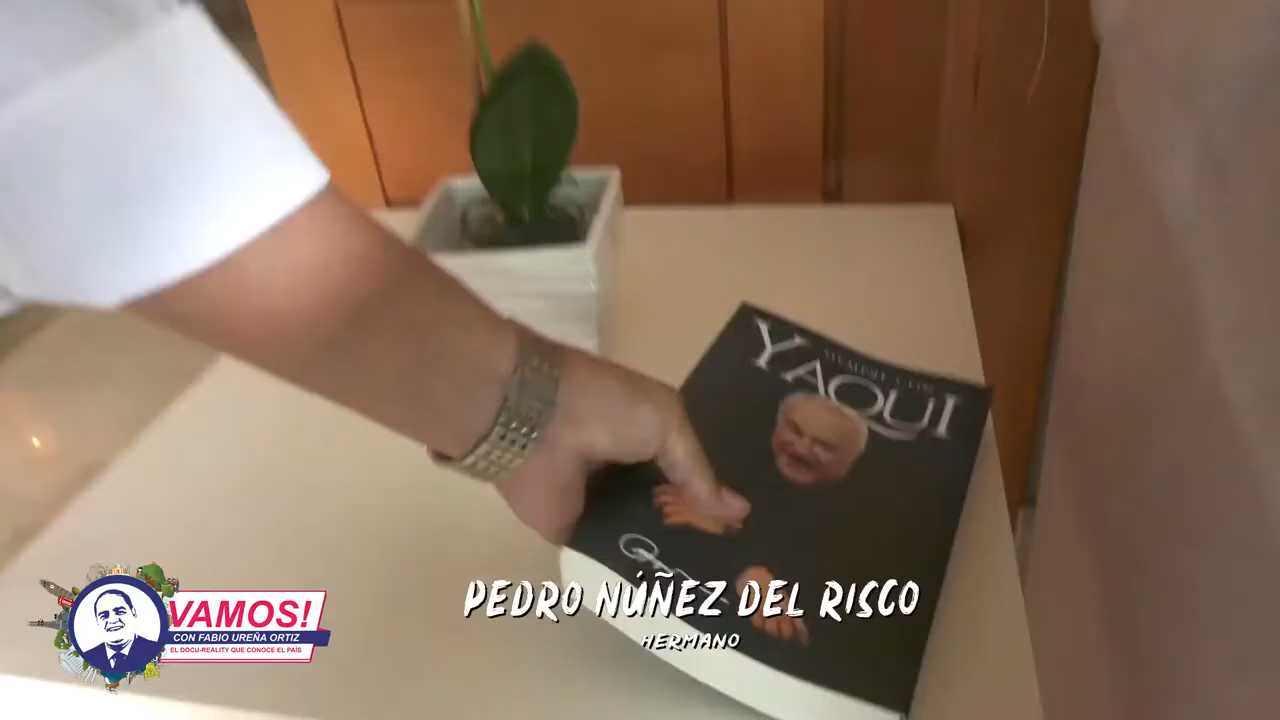 YAQUI
PEDRO NÚÑEZ DEL RISCO
HERMANO
VAMOS!
CON FABIO UREÑA ORTIZ
EL DOCU-REALITY QUE CONOCE EL PAÍS